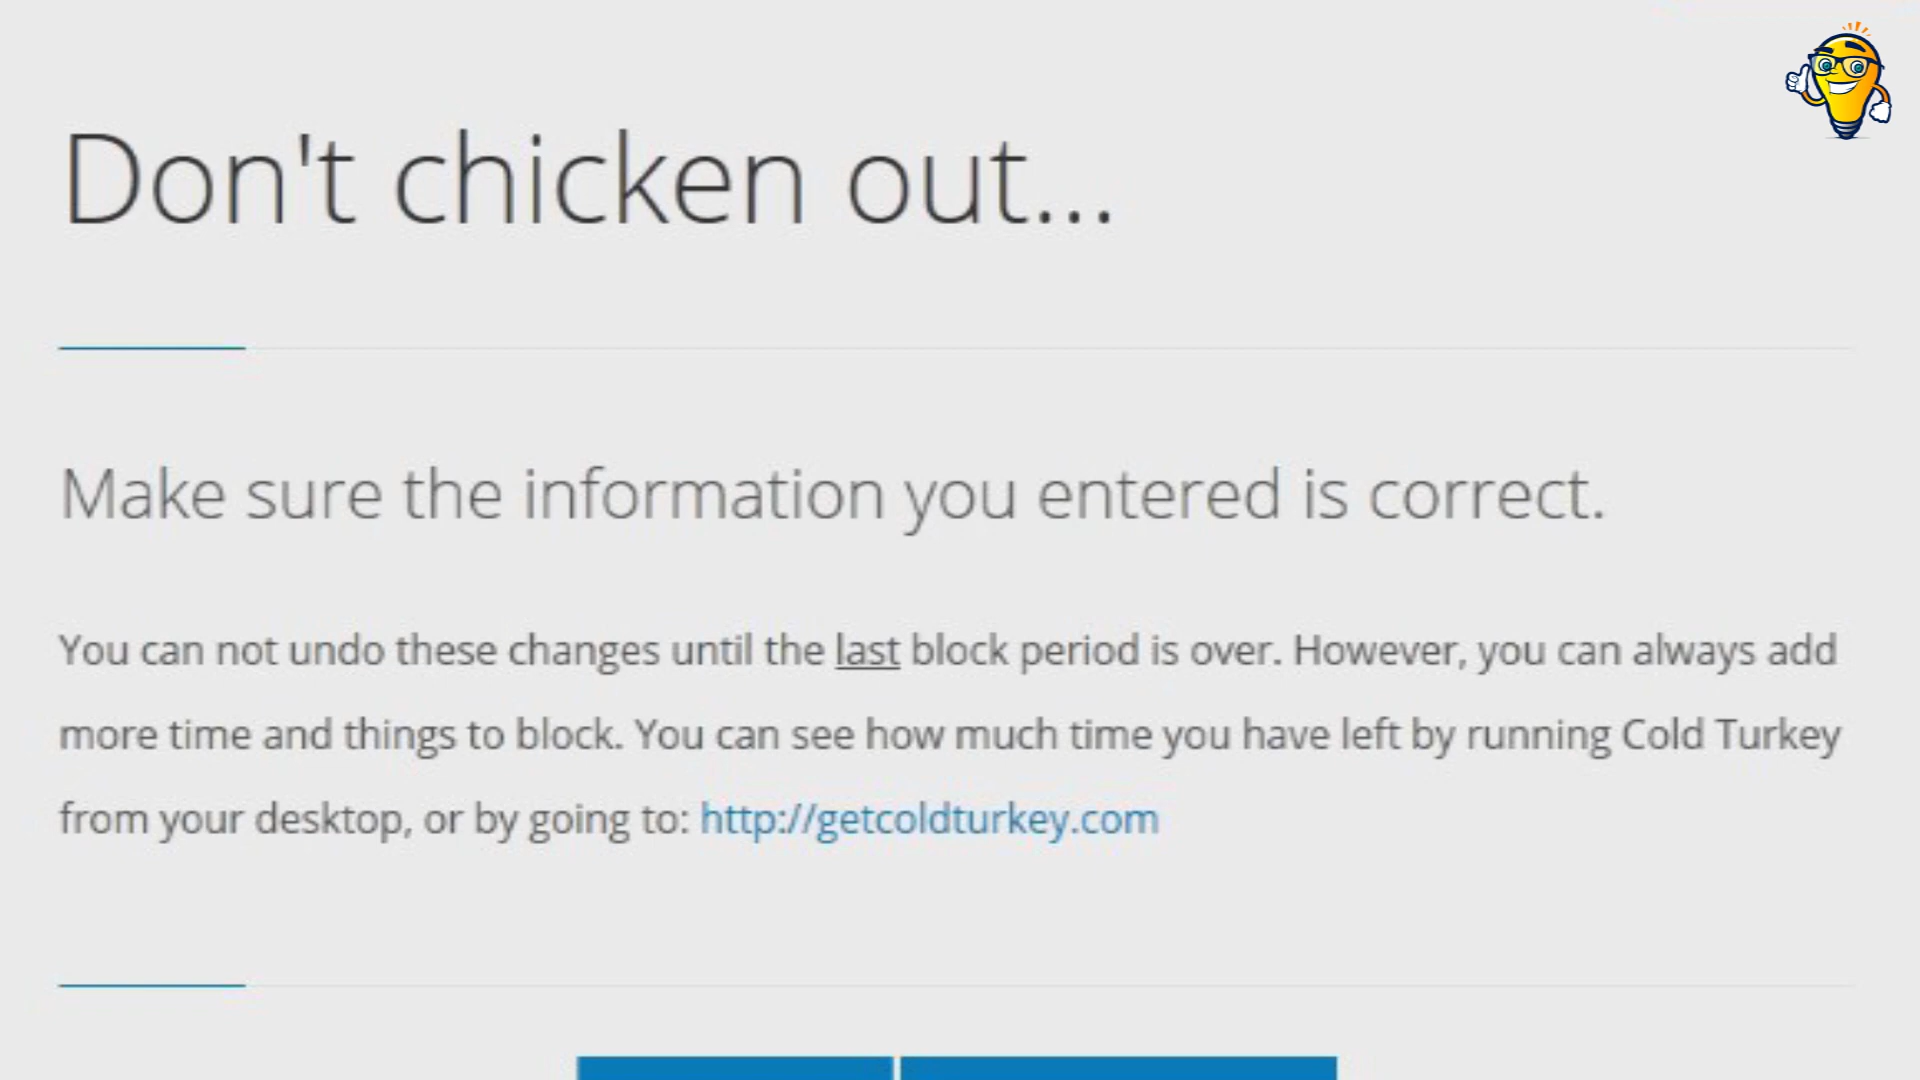 Don't chicken out...
Make sure the information you entered is correct.
You can not undo these changes until the last block period is over. However, you can always add
more time and things to block. You can see how much time you have left by running Cold Turkey
from your desktop, or by going to: http://getcoldturkey.com